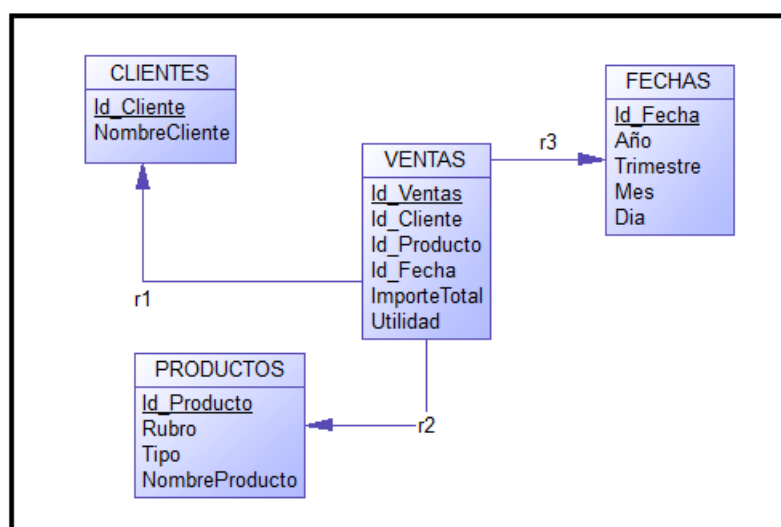 CLIENTES
Id_Cliente
NombreCliente
FECHAS
Id_Fecha
Año
Trimestre
Mes
Dia
r3
VENTAS
Id_Ventas
Id_Cliente
Id_Producto
Id_Fecha
ImporteTotal
Utilidad
r1
PRODUCTOS
Id_Producto
Rubro
Tipo
NombreProducto
r2